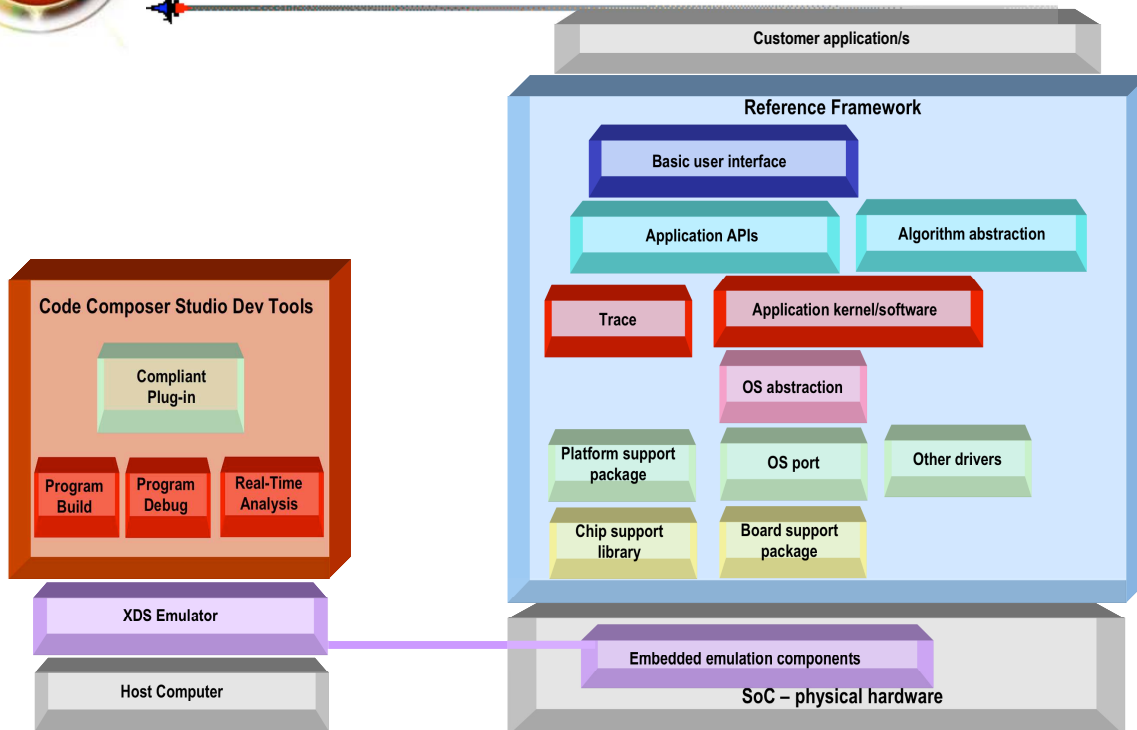 Customer application/s
Reference Framework
Basic user interface
Application APIs
Algorithm abstraction
Trace
Application kernel/software
OS abstraction
Platform support
package
OS port
Other drivers
Chip support
library
Board support
package
Embedded emulation components
SoC – physical hardware
Code Composer Studio Dev Tools
Compliant
Plug-in
Program
Build
Program
Debug
Real-Time
Analysis
XDS Emulator
Host Computer